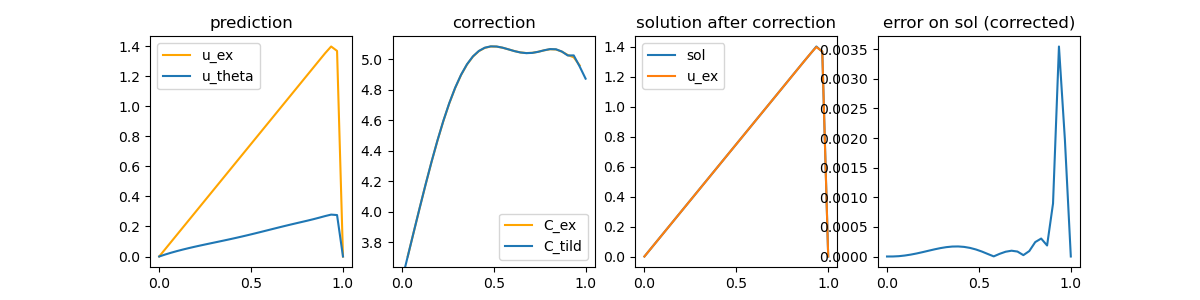 prediction
1.4
1.2
1.0
0.8
0.6
0.4
0.2
0.0
u_ex
u_theta
0.0 0.5 1.0
correction
5.0
4.8
4.6
4.4
4.2
4.0
3.8
C_ex
C_tild
0.0 0.5 1.0
solution after correction
1.4
1.2
1.0
0.8
0.6
0.4
0.2
0.0
sol
u_ex
0.0 0.5 1.0
error on sol (corrected)
0.0035
0.0030
0.0025
0.0020
0.0015
0.0010
0.0005
0.0000
0.0 0.5 1.0